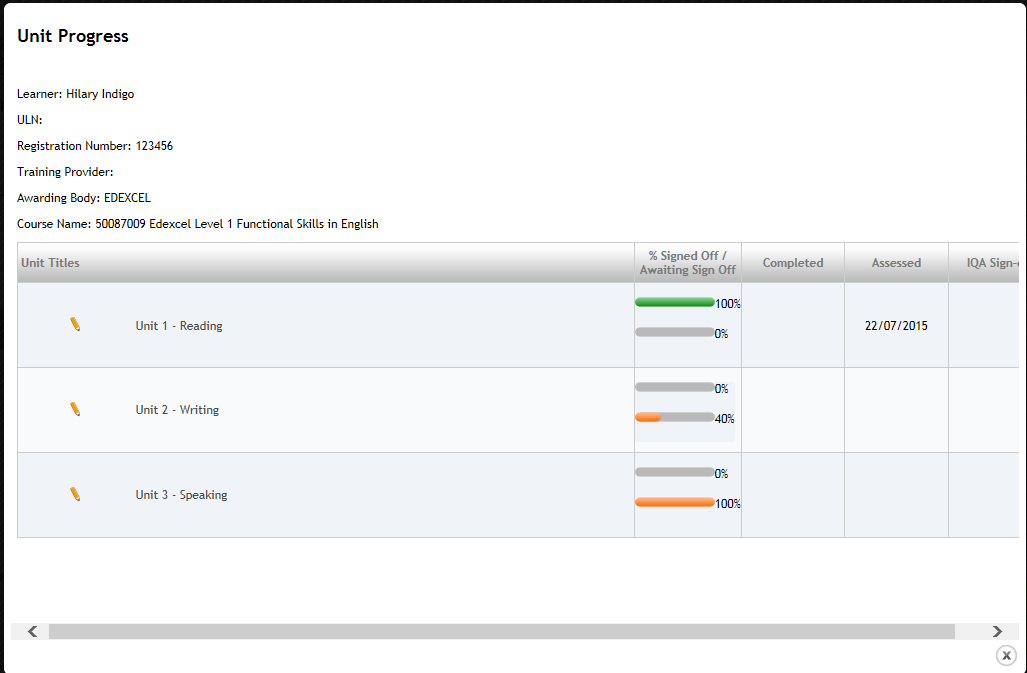 Unit Progress
Learner: Hilary Indigo
ULN:
Registration Number: 123456
Training Provider:
Awarding Body: EDEXCEL
Course Name: 50087009 Edexcel Level 1 Functional Skills in English
Unit Titles
% Signed Off /
Awaiting Sign Off
Completed
Assessed
IQA Sign-
Unit 1 - Reading
100%
0%
22/07/2015
Unit 2 - Writing
0%
40%
Unit 3 - Speaking
0%
100%